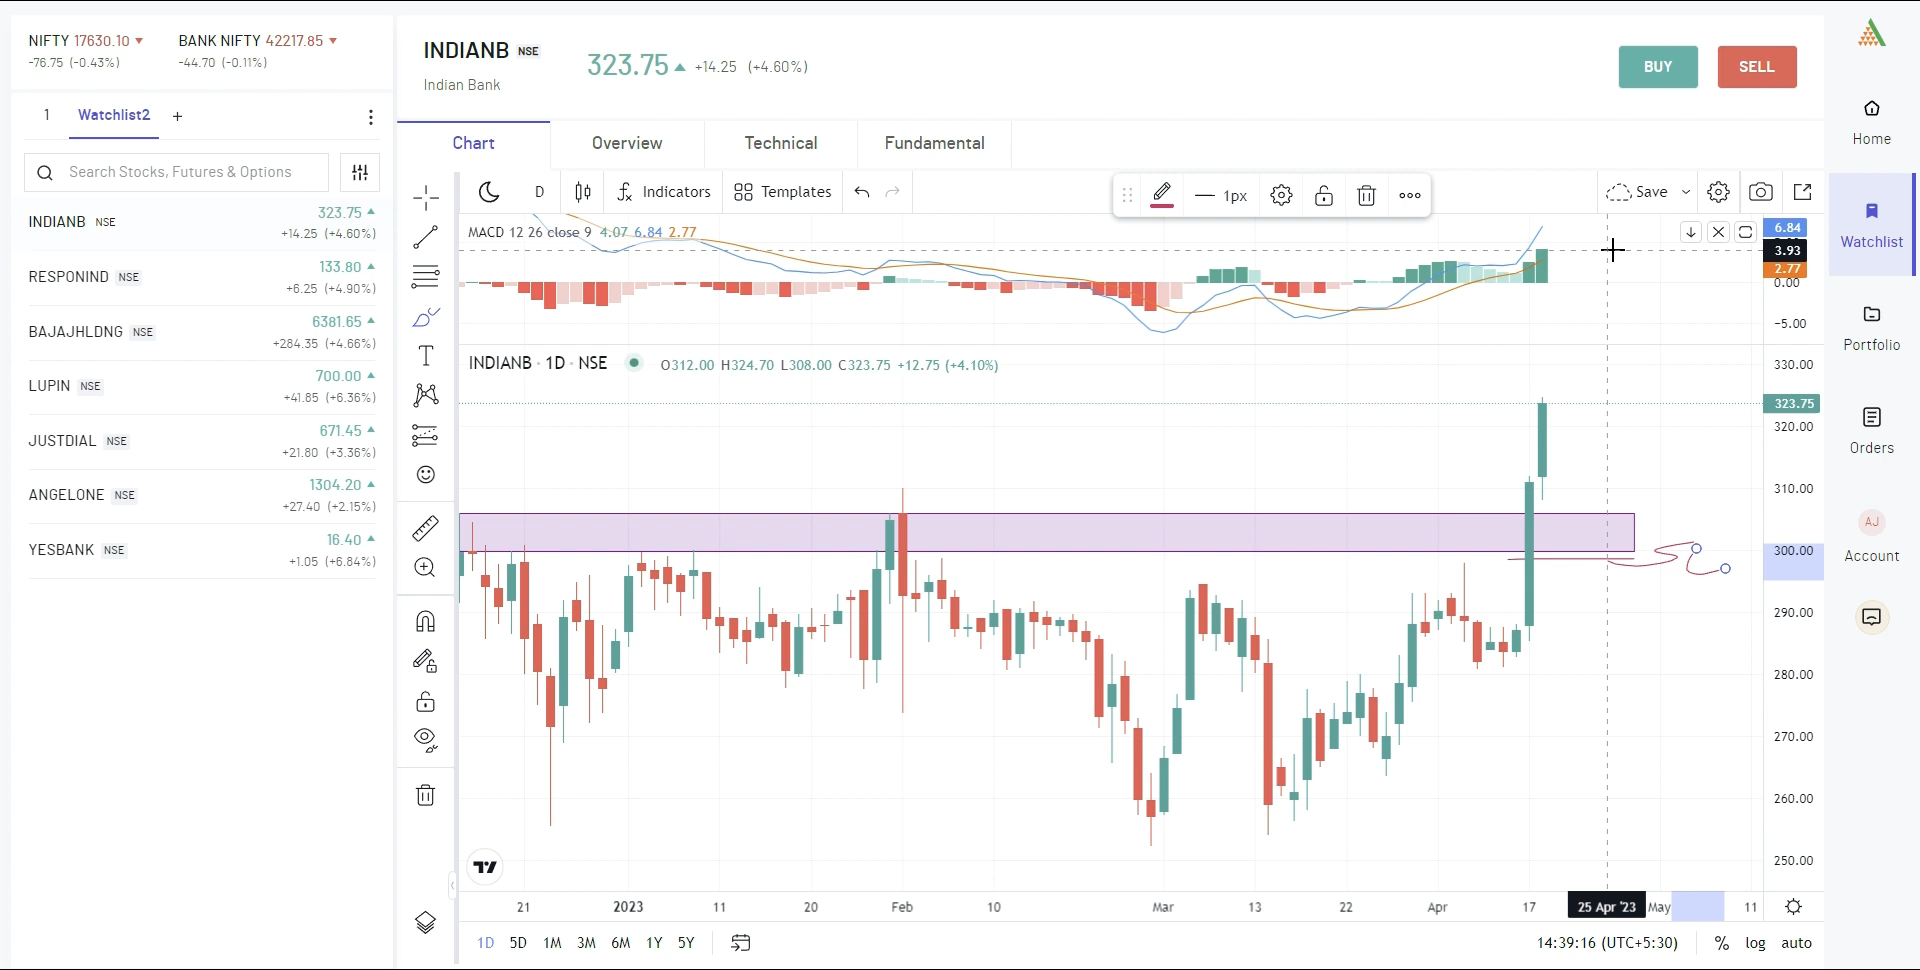 NIFTY 17630.10
-76.75 (-0.43%)
BANK NIFTY 42217.85
-44.70 (-0.11%)
1 Watchlist2 +
Search Stocks, Futures & Options
INDIANB NSE 323.75
+14.25 (+4.60%)
RESPONIND NSE 133.80
+6.25 (+4.90%)
BAJAJHLDNG NSE 6381.65
+284.35 (+4.66%)
LUPIN NSE 700.00
+41.85 (+6.36%)
JUSTDIAL NSE 671.45
+21.80 (+3.36%)
ANGELONE NSE 1304.20
+27.40 (+2.15%)
YESBANK NSE 16.40
+1.05 (+6.84%)
INDIANB NSE
Indian Bank
323.75 +14.25 (+4.60%)
BUY SELL
Chart Overview Technical Fundamental
D Indicators Templates 1px Save
MACD 12 26 close 9 4.07 6.84 2.77
6.84
3.93
2.77
0.00
-5.00
INDIANB · 1D · NSE O312.00 H324.70 L308.00 C323.75 +12.75 (+4.10%)
330.00
323.75
320.00
310.00
300.00
290.00
280.00
270.00
260.00
250.00
21 2023 11 20 Feb 10 Mar 13 22 Apr 17 25 Apr '23 May 11
1D 5D 1M 3M 6M 1Y 5Y
14:39:16 (UTC+5:30) % log auto
Home
Watchlist
Portfolio
Orders
AJ
Account